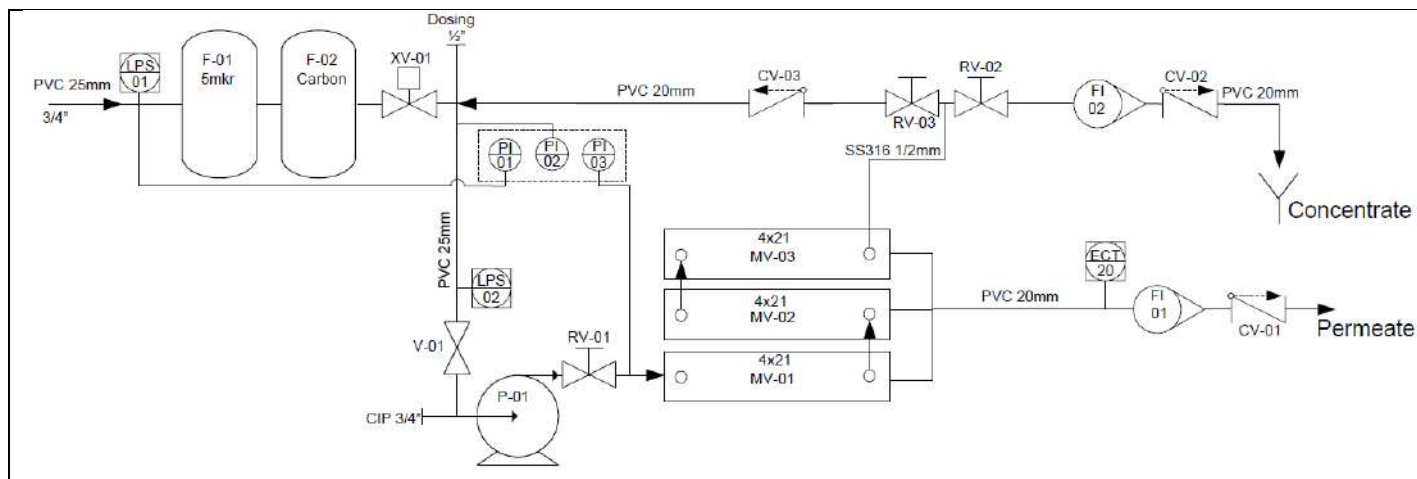 Dosing
½"
F-01
5mkr
F-02
Carbon
XV-01
LPS
01
PVC 25mm
3/4"
PVC 20mm
CV-03
RV-03
RV-02
FI
02
CV-02
PVC 20mm
PI
01
PI
02
PI
03
SS316 1/2mm
Concentrate
PVC 25mm
LPS
02
V-01
RV-01
P-01
CIP 3/4"
4x21
MV-03
4x21
MV-02
4x21
MV-01
PVC 20mm
ECT
20
FI
01
CV-01
Permeate